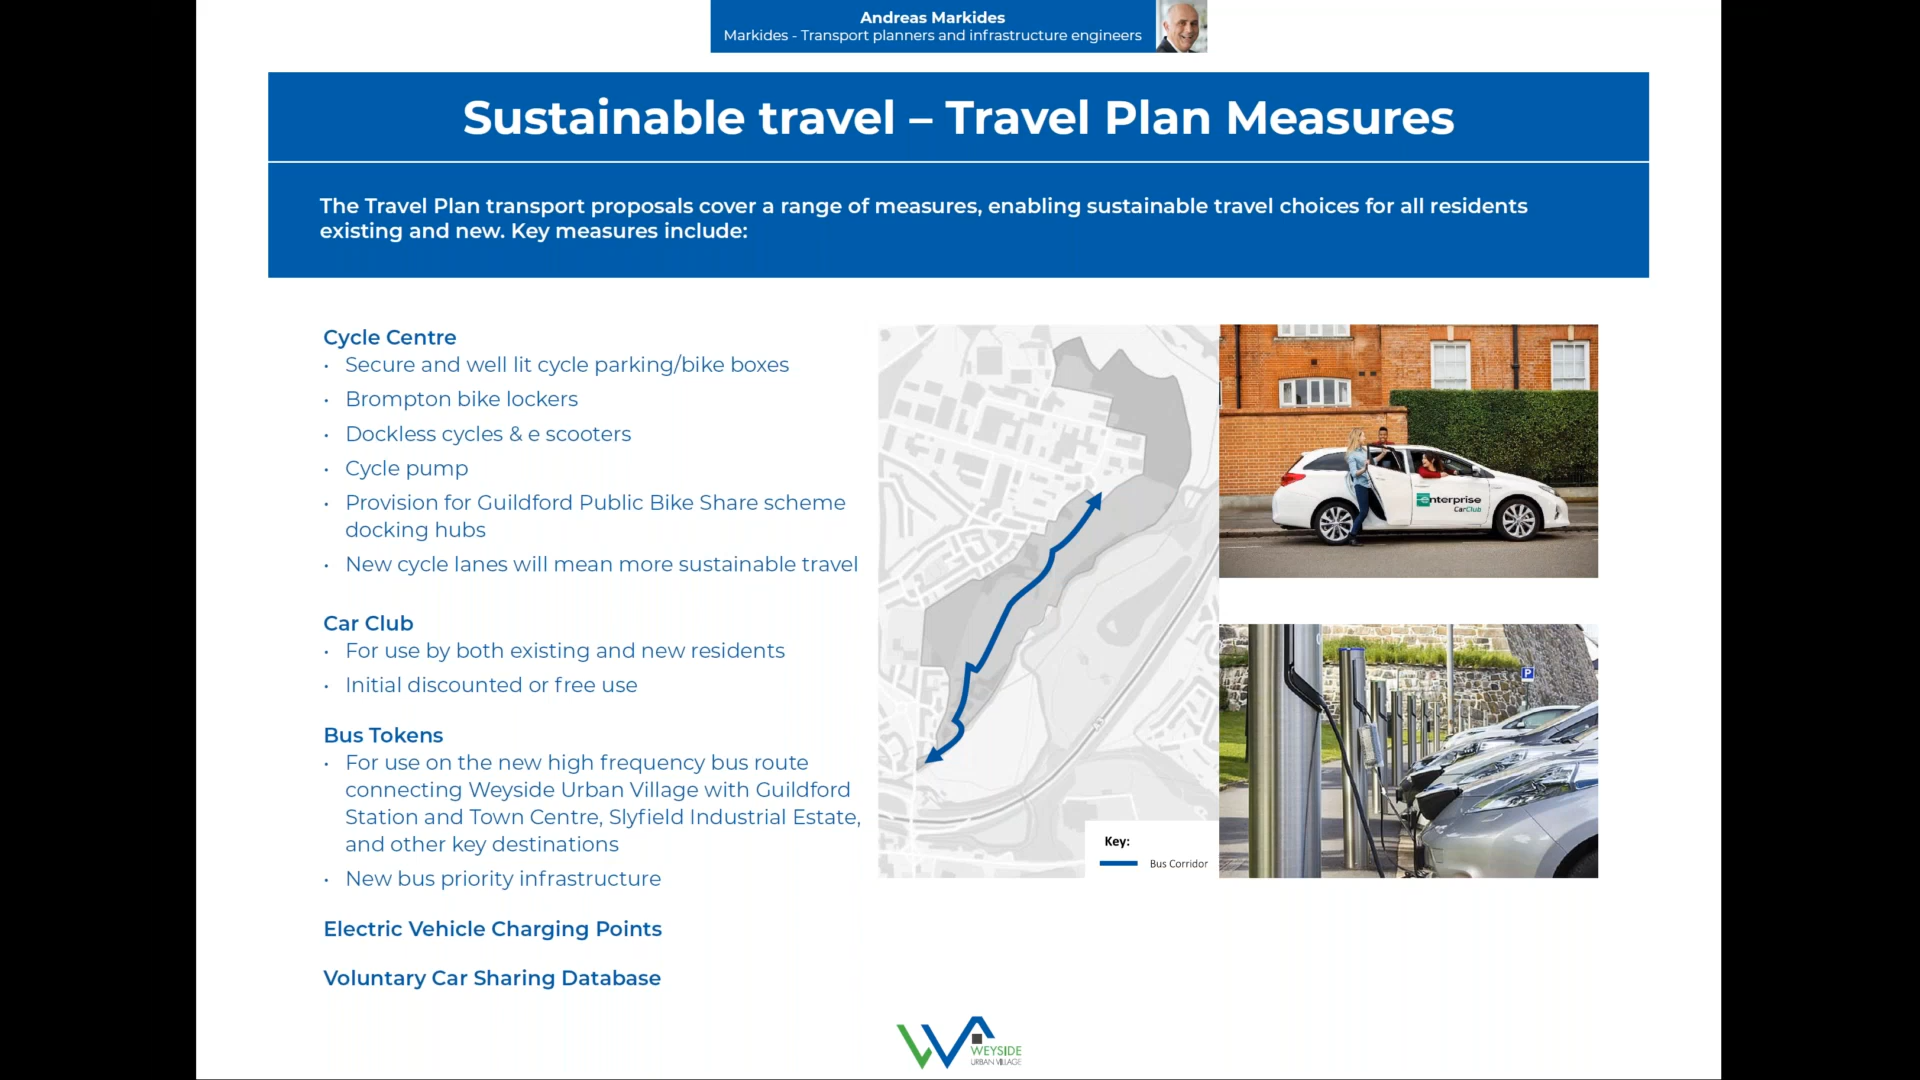 Andreas Markides
Markides - Transport planners and infrastructure engineers
Sustainable travel – Travel Plan Measures
The Travel Plan transport proposals cover a range of measures, enabling sustainable travel choices for all residents
existing and new. Key measures include:
Cycle Centre
• Secure and well lit cycle parking/bike boxes
• Brompton bike lockers
• Dockless cycles & e scooters
• Cycle pump
• Provision for Guildford Public Bike Share scheme
docking hubs
• New cycle lanes will mean more sustainable travel
Car Club
• For use by both existing and new residents
• Initial discounted or free use
Bus Tokens
• For use on the new high frequency bus route
connecting Weyside Urban Village with Guildford
Station and Town Centre, Slyfield Industrial Estate,
and other key destinations
• New bus priority infrastructure
Electric Vehicle Charging Points
Voluntary Car Sharing Database
Key:
Bus Corridor
enterprise
CarClub
P
WEYSIDE
URBAN VILLAGE